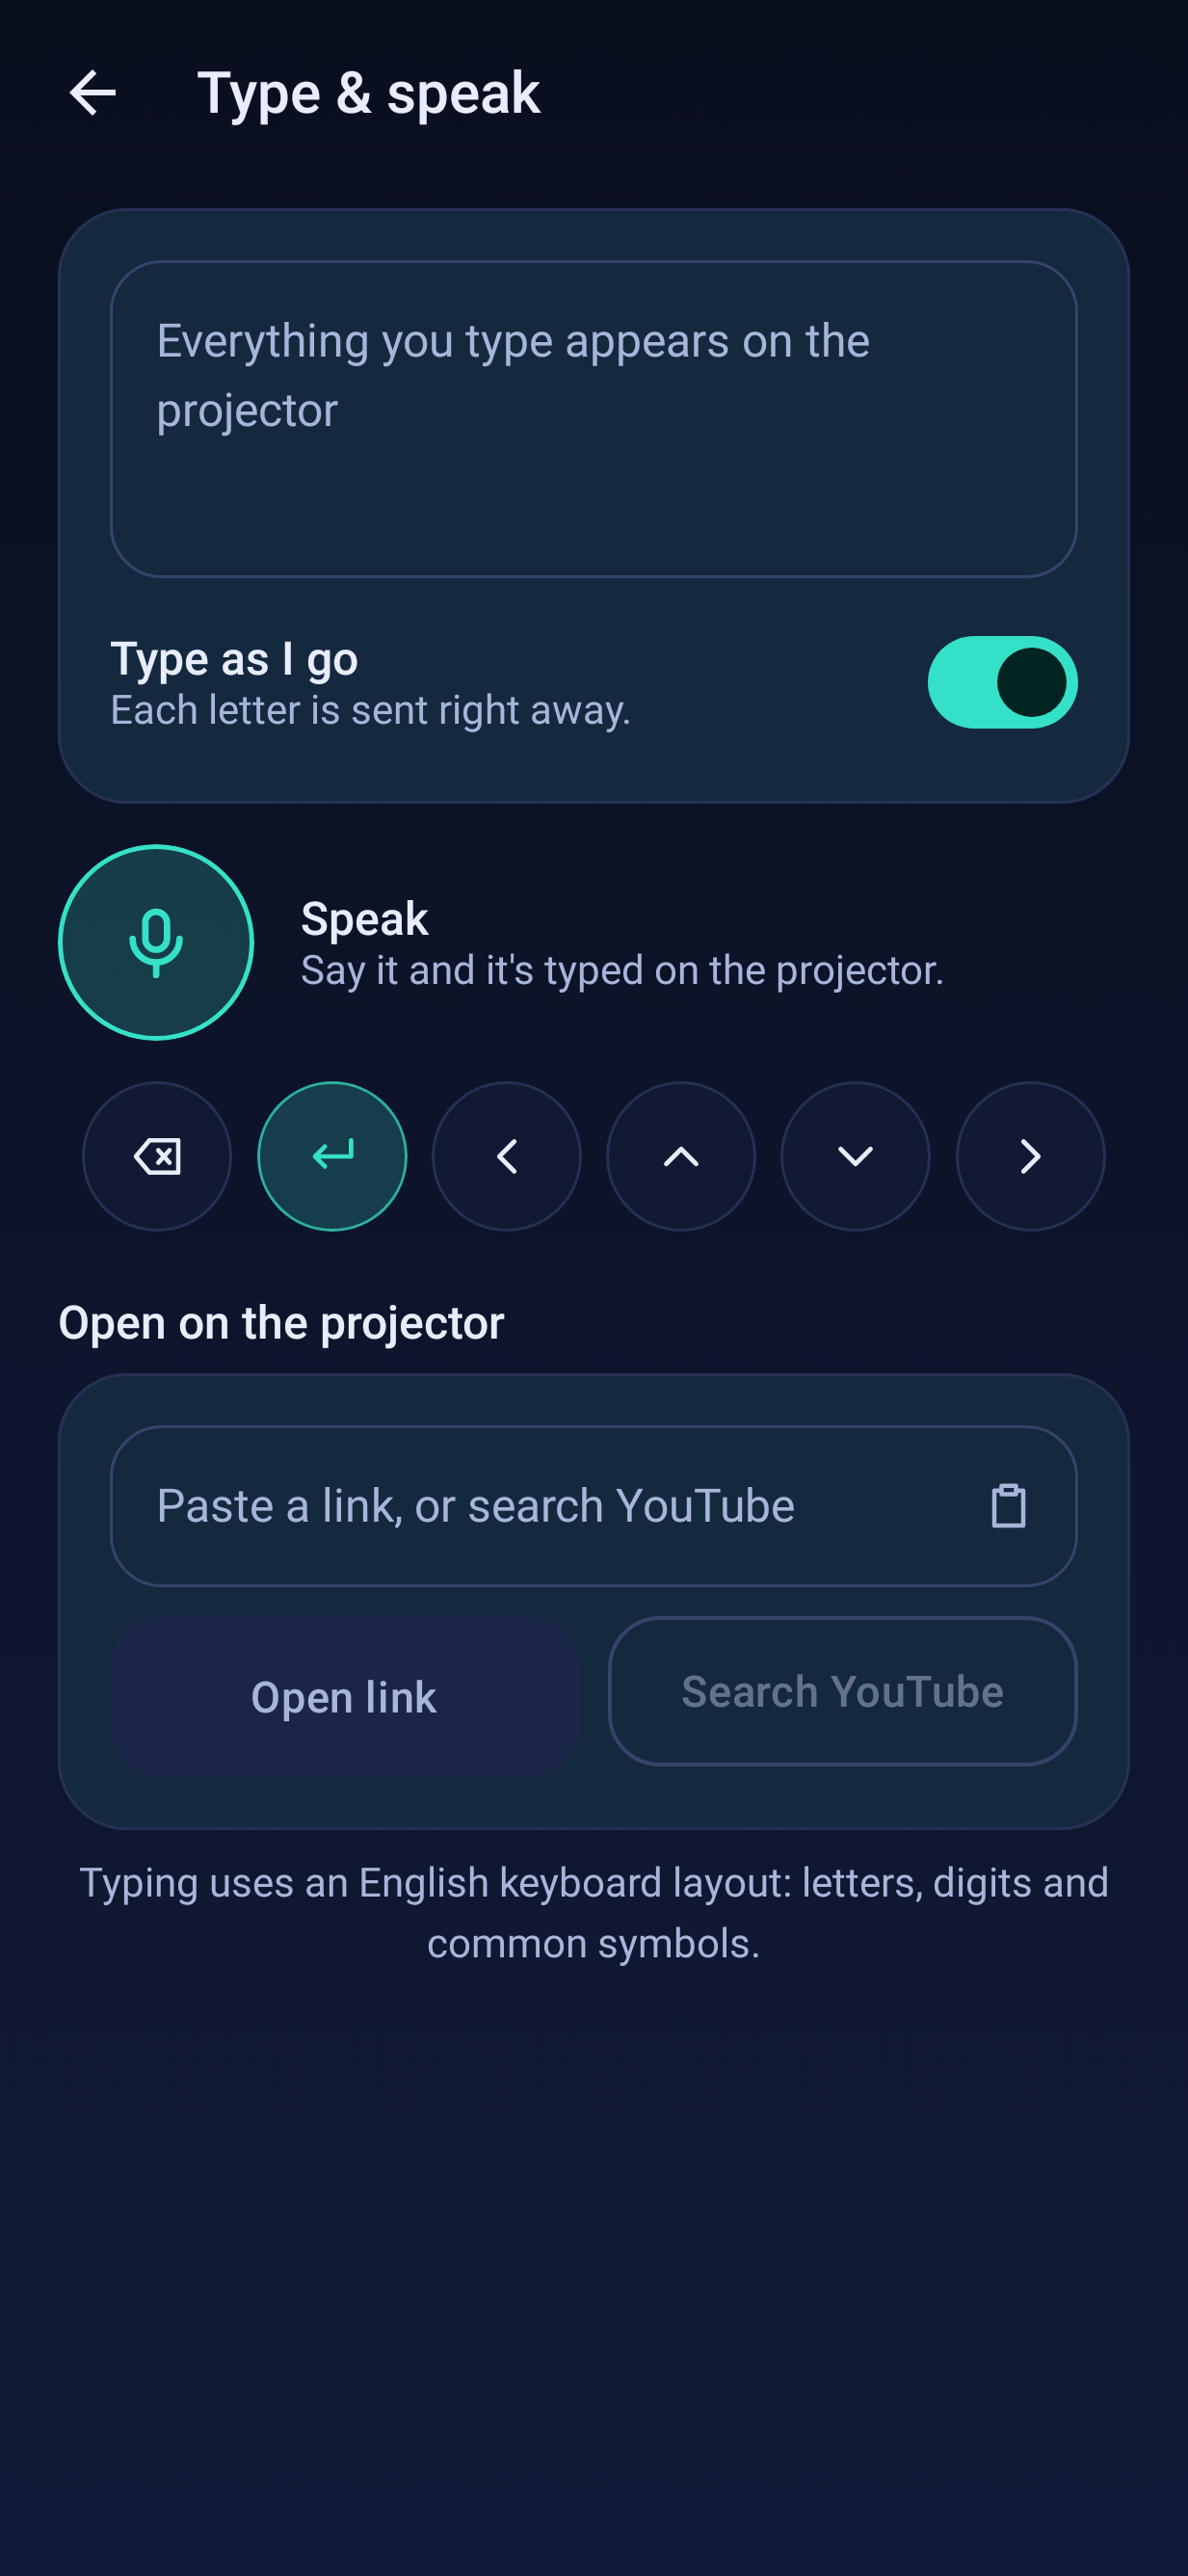 Type & speak
Everything you type appears on the
projector
Type as I go
Each letter is sent right away.
Speak
Say it and it's typed on the projector.
Open on the projector
Paste a link, or search YouTube
Open link
Search YouTube
Typing uses an English keyboard layout: letters, digits and
common symbols.